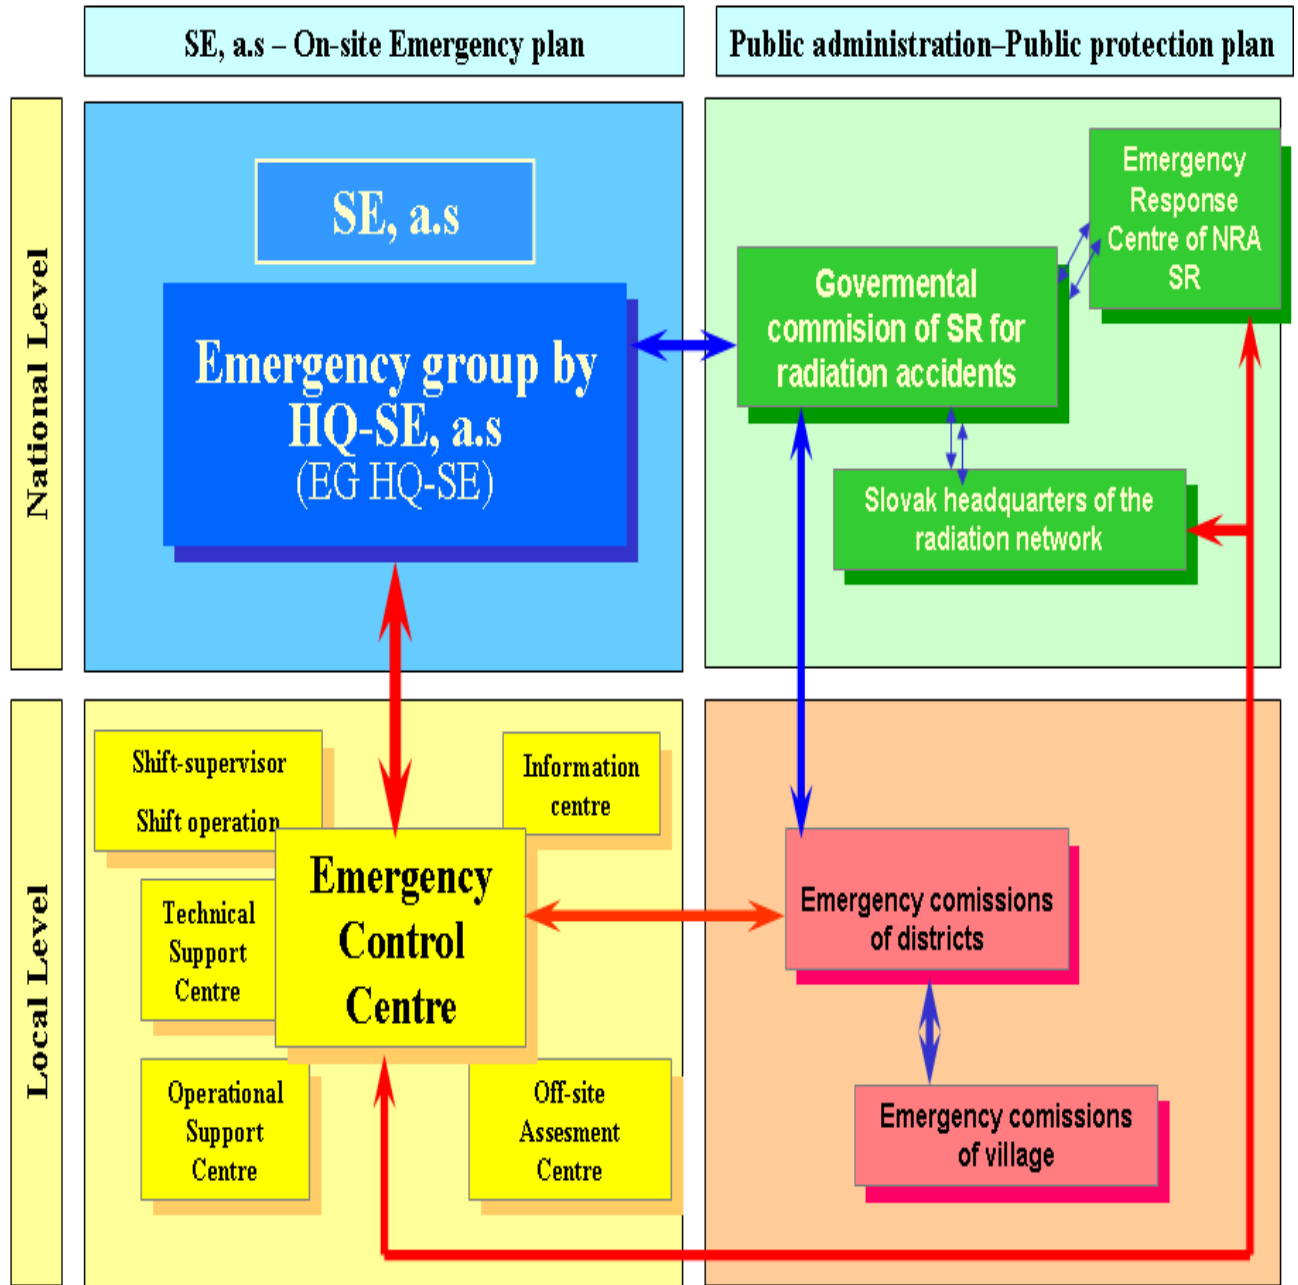 SE, a.s – On-site Emergency plan
Public administration–Public protection plan
National Level
SE, a.s
Emergency group by
HQ-SE, a.s
(EG HQ-SE)
Emergency
Response
Centre of NRA
SR
Govermental
commision of SR for
radiation accidents
Slovak headquarters of the
radiation network
Local Level
Shift-supervisor
Shift operation
Information
centre
Emergency
Control
Centre
Technical
Support
Centre
Operational
Support
Centre
Off-site
Assesment
Centre
Emergency comissions
of districts
Emergency comissions
of village